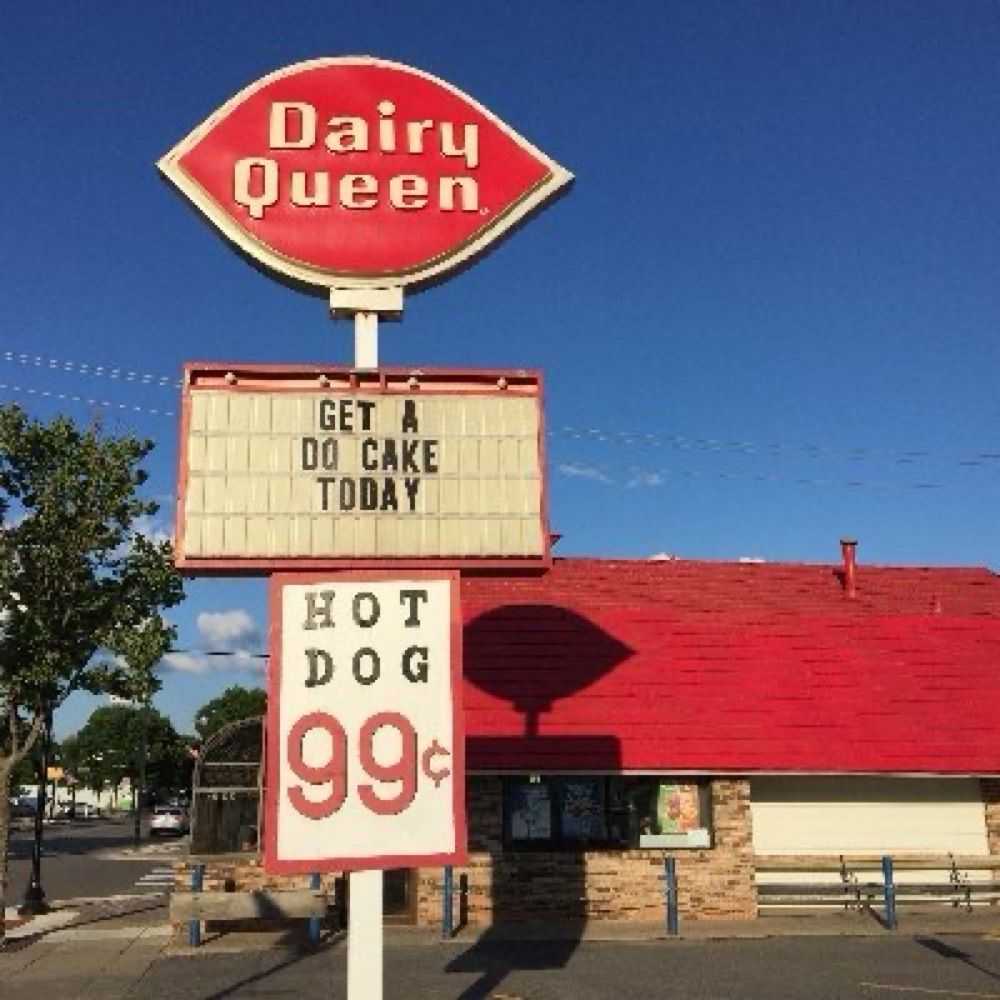 Dairy
Queen
GET A
DQ CAKE
TODAY
HOT
DOG
99¢